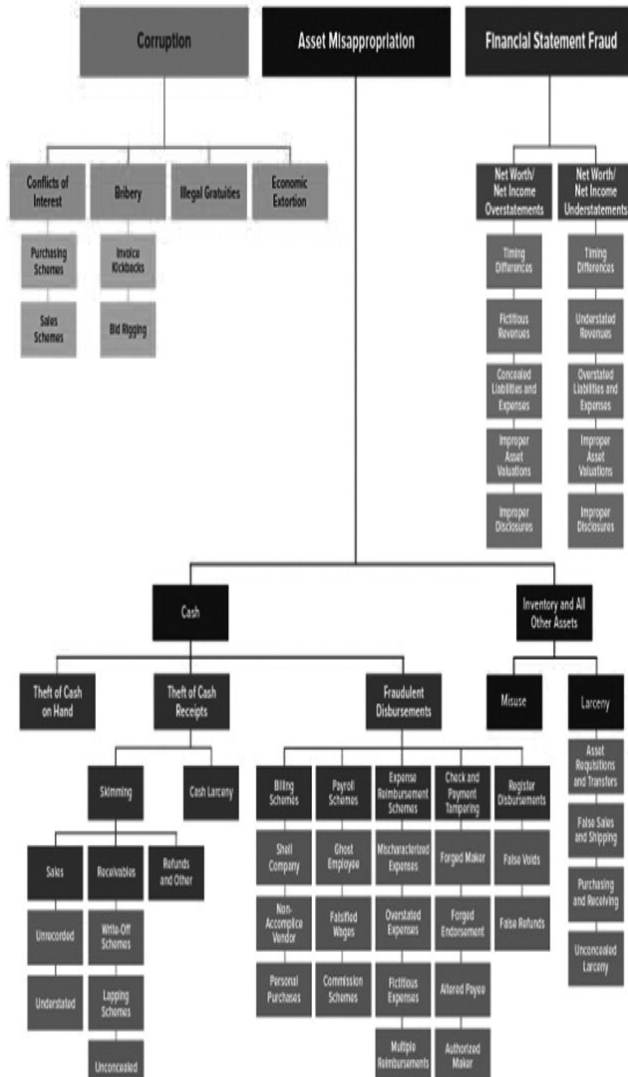 Corruption
Asset Misappropriation
Financial Statement Fraud
Conflicts of
Interest
Bribery
Illegal Gratuities
Economic
Extortion
Purchasing
Schemes
Invoice
Kickbacks
Sales
Schemes
Bid Rigging
Net Worth/
Net Income
Overstatements
Net Worth/
Net Income
Understatements
Timing
Differences
Timing
Differences
Fictitious
Revenues
Understated
Revenues
Concealed
Liabilities and
Expenses
Overstated
Liabilities and
Expenses
Improper
Asset
Valuations
Improper
Asset
Valuations
Improper
Disclosures
Improper
Disclosures
Cash
Inventory and All
Other Assets
Theft of Cash
on Hand
Theft of Cash
Receipts
Fraudulent
Disbursements
Misuse
Larceny
Skimming
Cash Larceny
Sales
Receivables
Refunds
and Other
Unrecorded
Write-Off
Schemes
Understated
Lapping
Schemes
Unconcealed
Billing
Schemes
Payroll
Schemes
Expense
Reimbursement
Schemes
Check and
Payment
Tampering
Register
Disbursements
Shell
Company
Ghost
Employee
Mischaracterized
Expenses
Forged Maker
False Voids
Non-
Accomplice
Vendor
Falsified
Wages
Overstated
Expenses
Forged
Endorsement
False Refunds
Personal
Purchases
Commission
Schemes
Fictitious
Expenses
Altered Payee
Multiple
Reimbursements
Authorized
Maker
Asset
Requisitions
and Transfers
False Sales
and Shipping
Purchasing
and Receiving
Unconcealed
Larceny